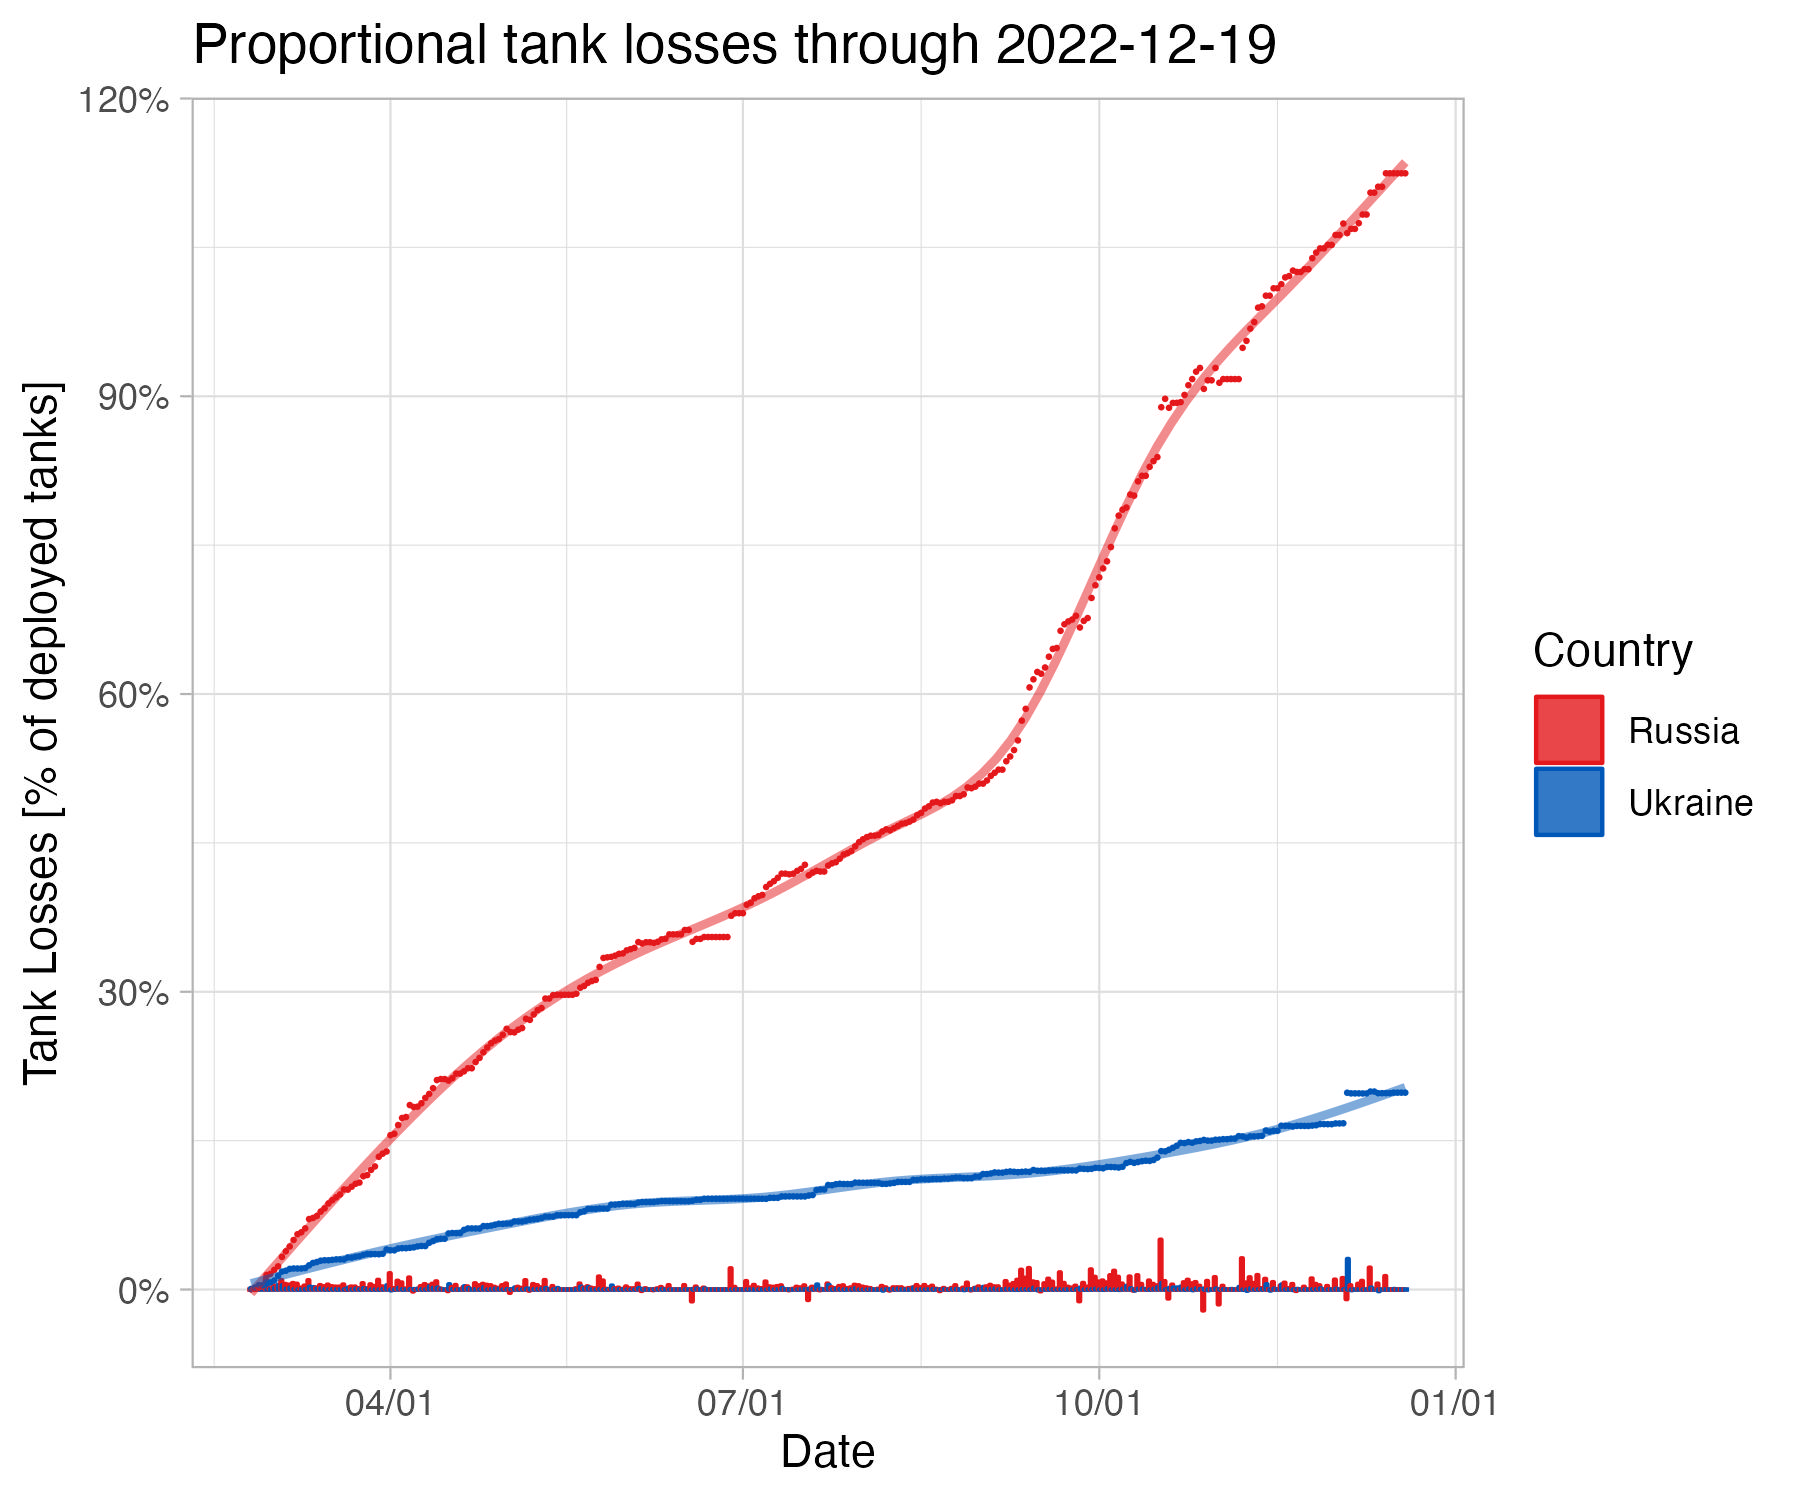 Proportional tank losses through 2022-12-19
Tank Losses [% of deployed tanks]
120%
90%
60%
30%
0%
04/01
07/01
10/01
01/01
Date
Country
Russia
Ukraine